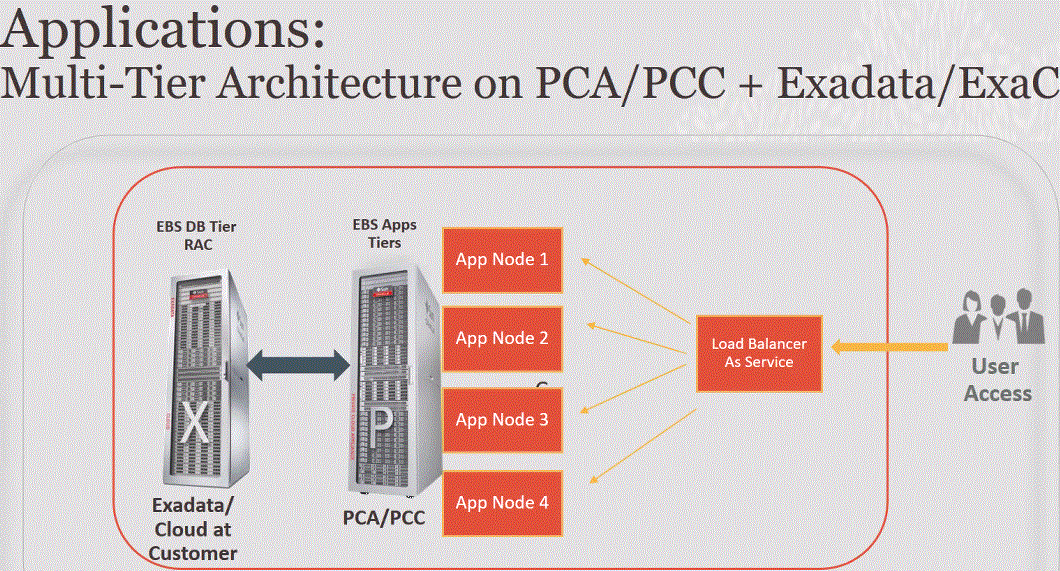 Applications:
Multi-Tier Architecture on PCA/PCC + Exadata/ExaC
EBS DB Tier
RAC
EBS Apps
Tiers
App Node 1
App Node 2
App Node 3
App Node 4
Load Balancer
As Service
User
Access
X
P
Exadata/
Cloud at
Customer
PCA/PCC